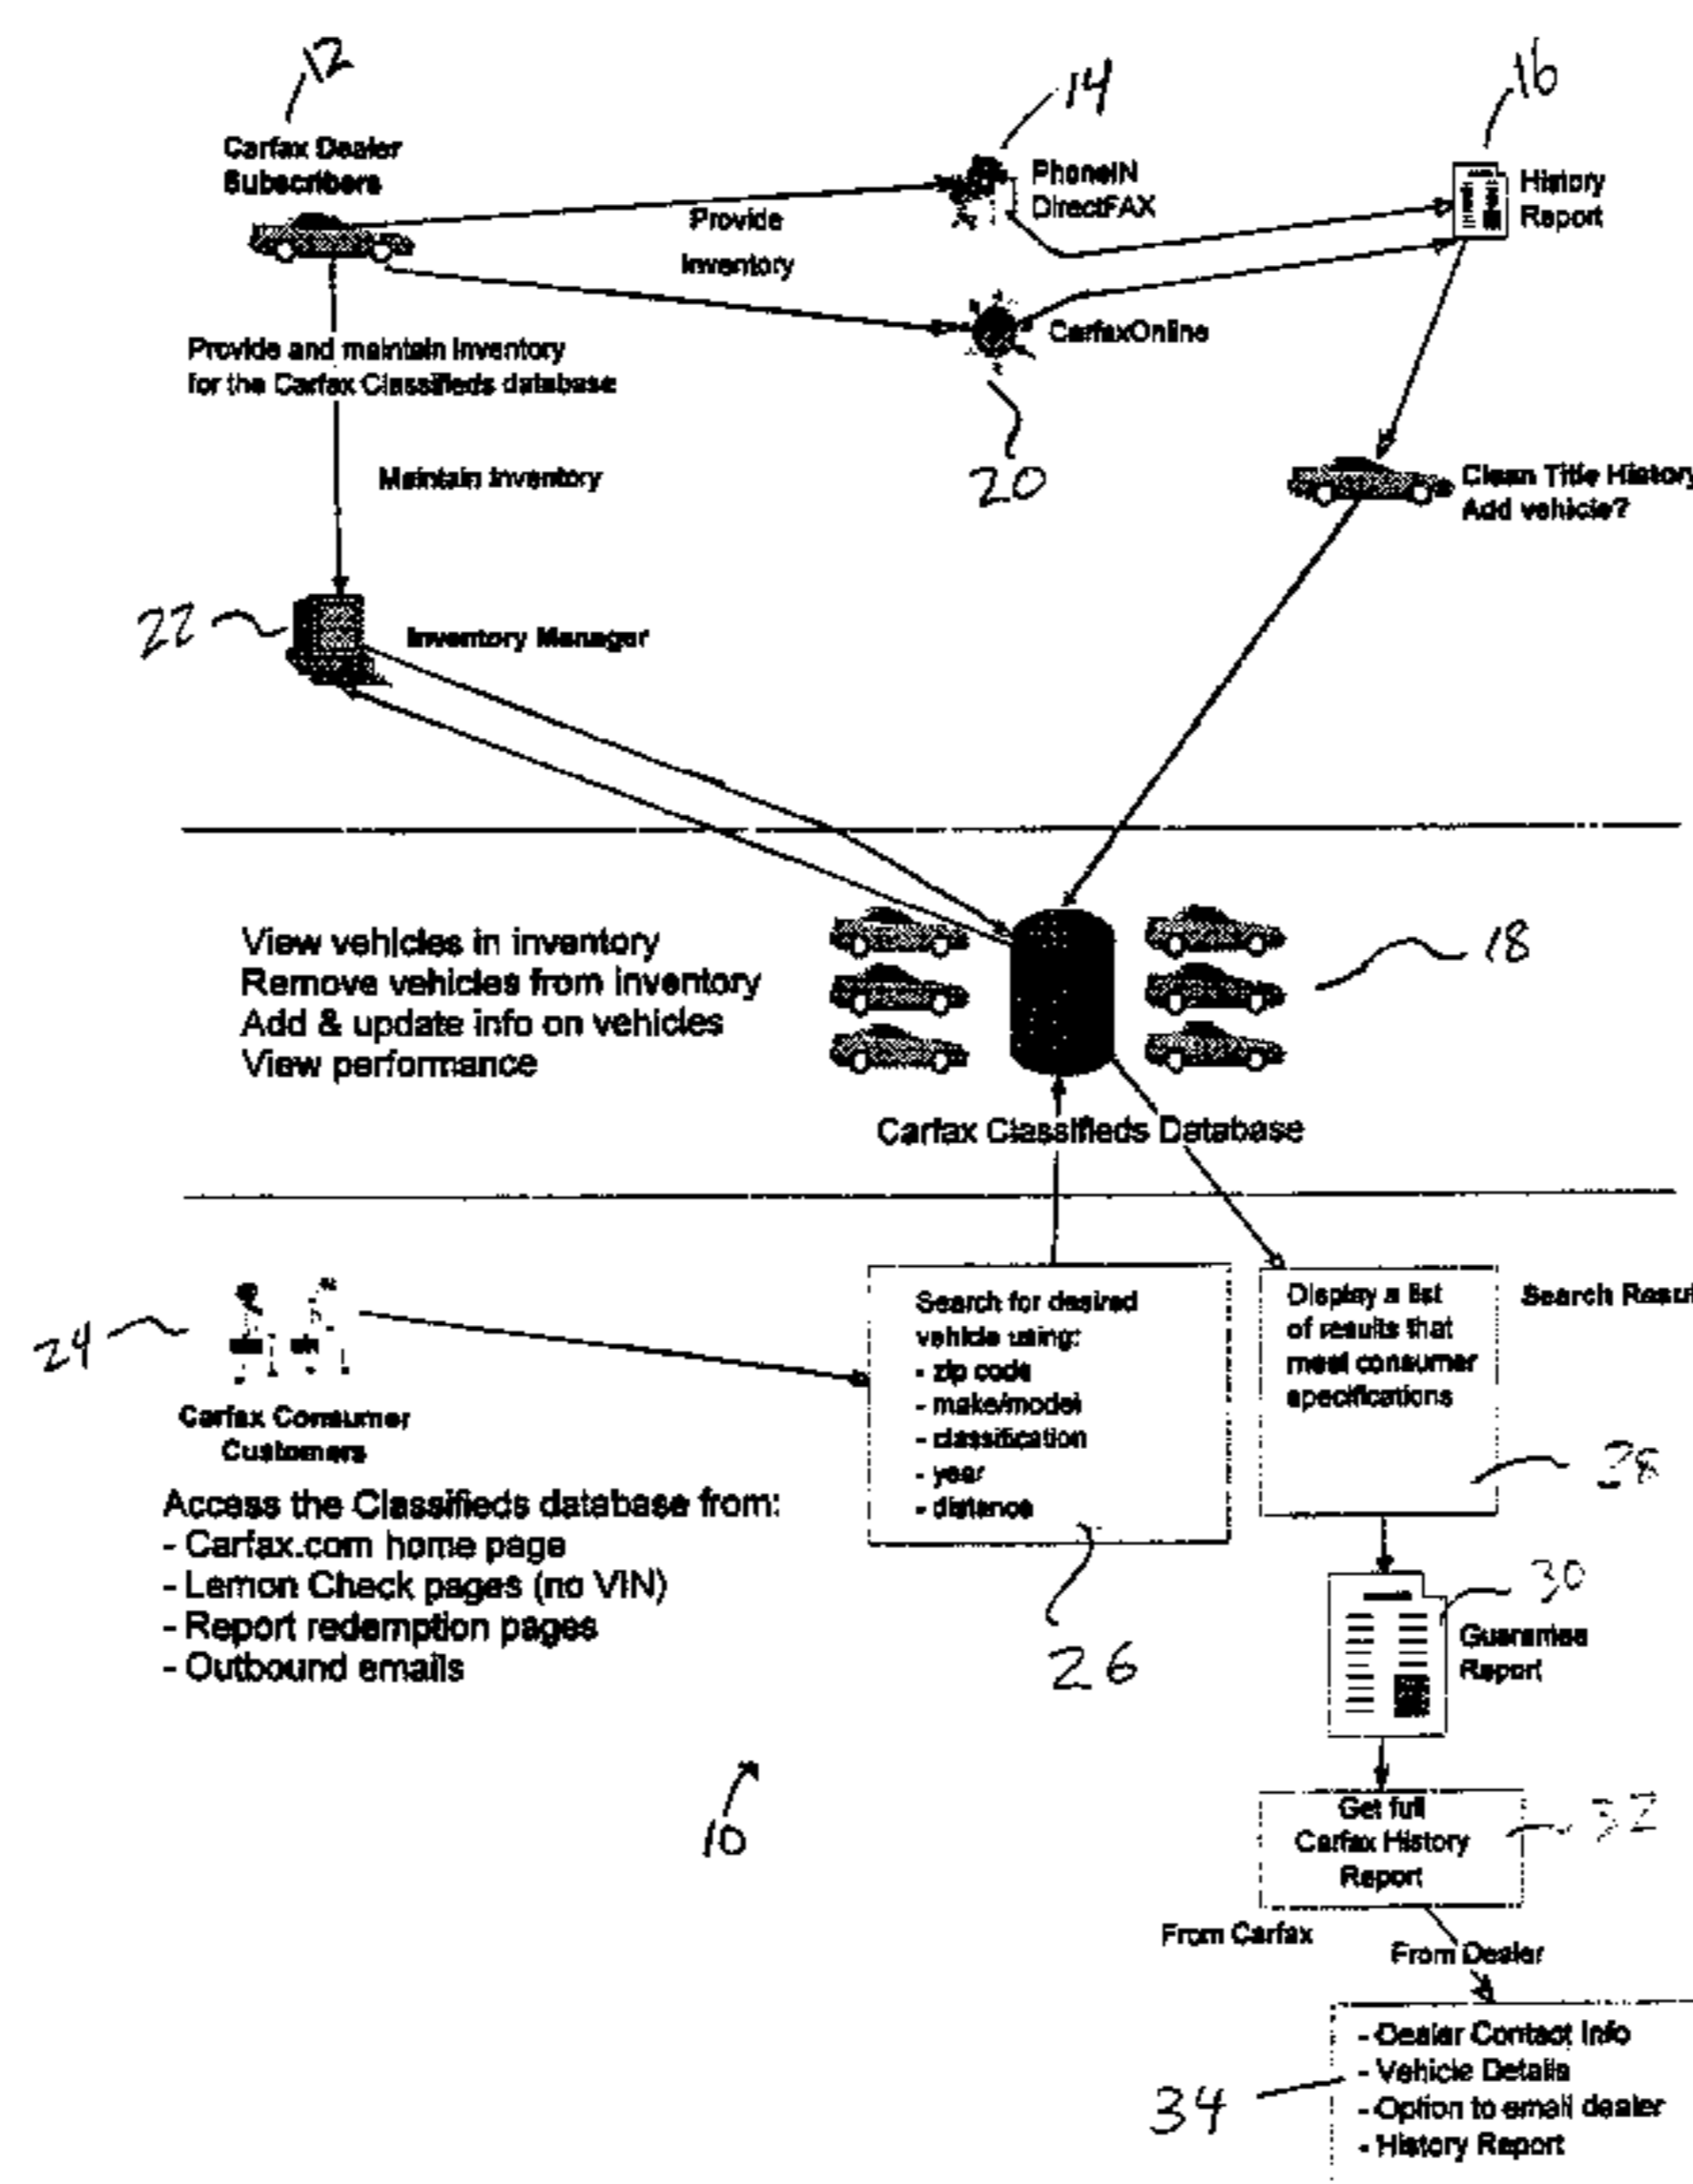 12
14
16
Carfax Dealer
Subscribers
PhoneIN
DirectFAX
History
Report
Provide
Inventory
CarfaxOnline
Provide and maintain inventory
for the Carfax Classifieds database
20
Maintain Inventory
Clean Title History
Add vehicle?
22
Inventory Manager
View vehicles in inventory
Remove vehicles from inventory
Add & update info on vehicles
View performance
18
Carfax Classifieds Database
24
Carfax Consumer
Customers
Access the Classifieds database from:
- Carfax.com home page
- Lemon Check pages (no VIN)
- Report redemption pages
- Outbound emails
Search for desired
vehicle using:
- zip code
- make/model
- classification
- year
- distance
26
Display a list
of results that
meet consumer
specifications
Search Resul
28
30
Guarantee
Report
10
Get full
Carfax History
Report
32
From Carfax
From Dealer
- Dealer Contact Info
- Vehicle Details
- Option to email dealer
- History Report
34